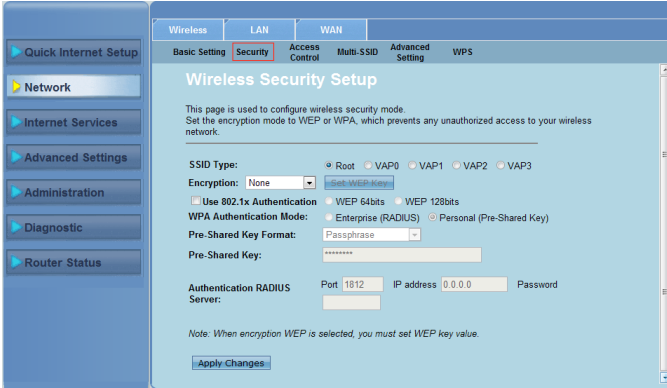 Wireless LAN WAN
Basic Setting Security Access Control Multi-SSID Advanced Setting WPS
Quick Internet Setup
Network
Internet Services
Advanced Settings
Administration
Diagnostic
Router Status
Wireless Security Setup
This page is used to configure wireless security mode.
Set the encryption mode to WEP or WPA, which prevents any unauthorized access to your wireless
network.
SSID Type: Root VAP0 VAP1 VAP2 VAP3
Encryption: None Set WEP Key
Use 802.1x Authentication WEP 64bits WEP 128bits
WPA Authentication Mode: Enterprise (RADIUS) Personal (Pre-Shared Key)
Pre-Shared Key Format: Passphrase
Pre-Shared Key: ********
Authentication RADIUS Port 1812 IP address 0.0.0.0 Password
Server:
Note: When encryption WEP is selected, you must set WEP key value.
Apply Changes